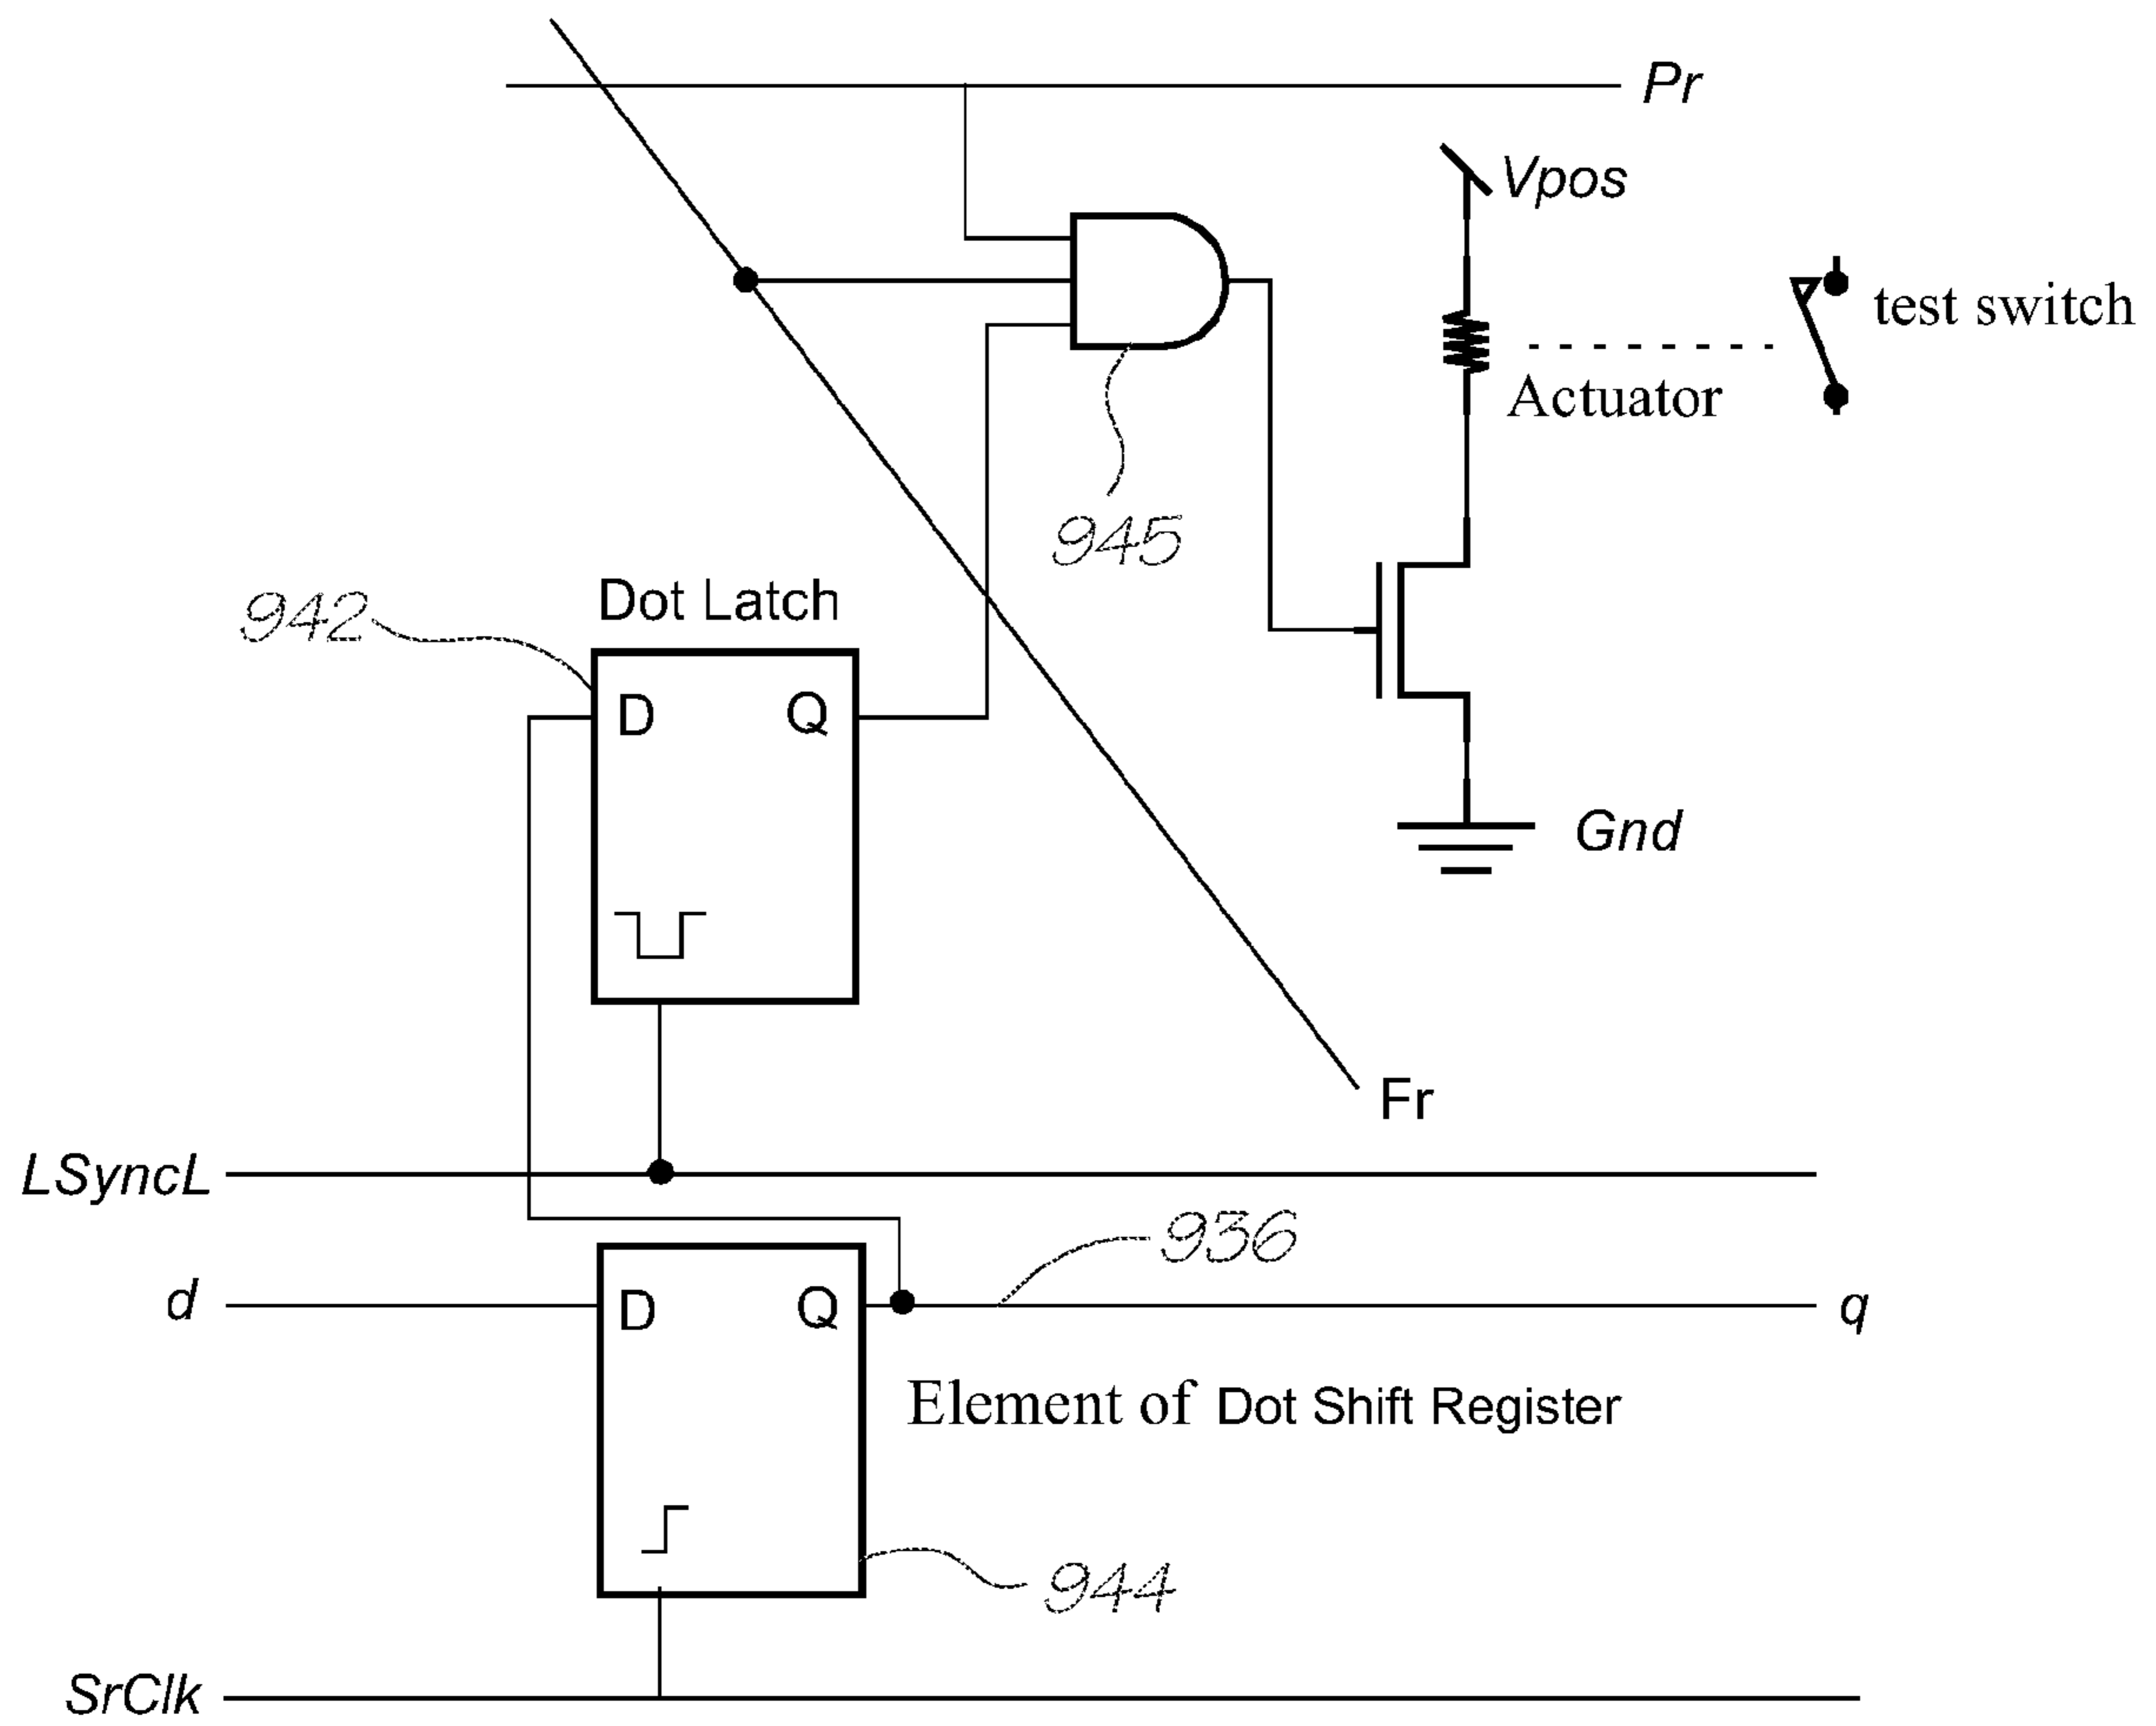 Pr
Vpos
test switch
Actuator
945
942
Dot Latch
D Q
Gnd
Fr
LSyncL
936
d
D Q
q
Element of Dot Shift Register
944
SrClk